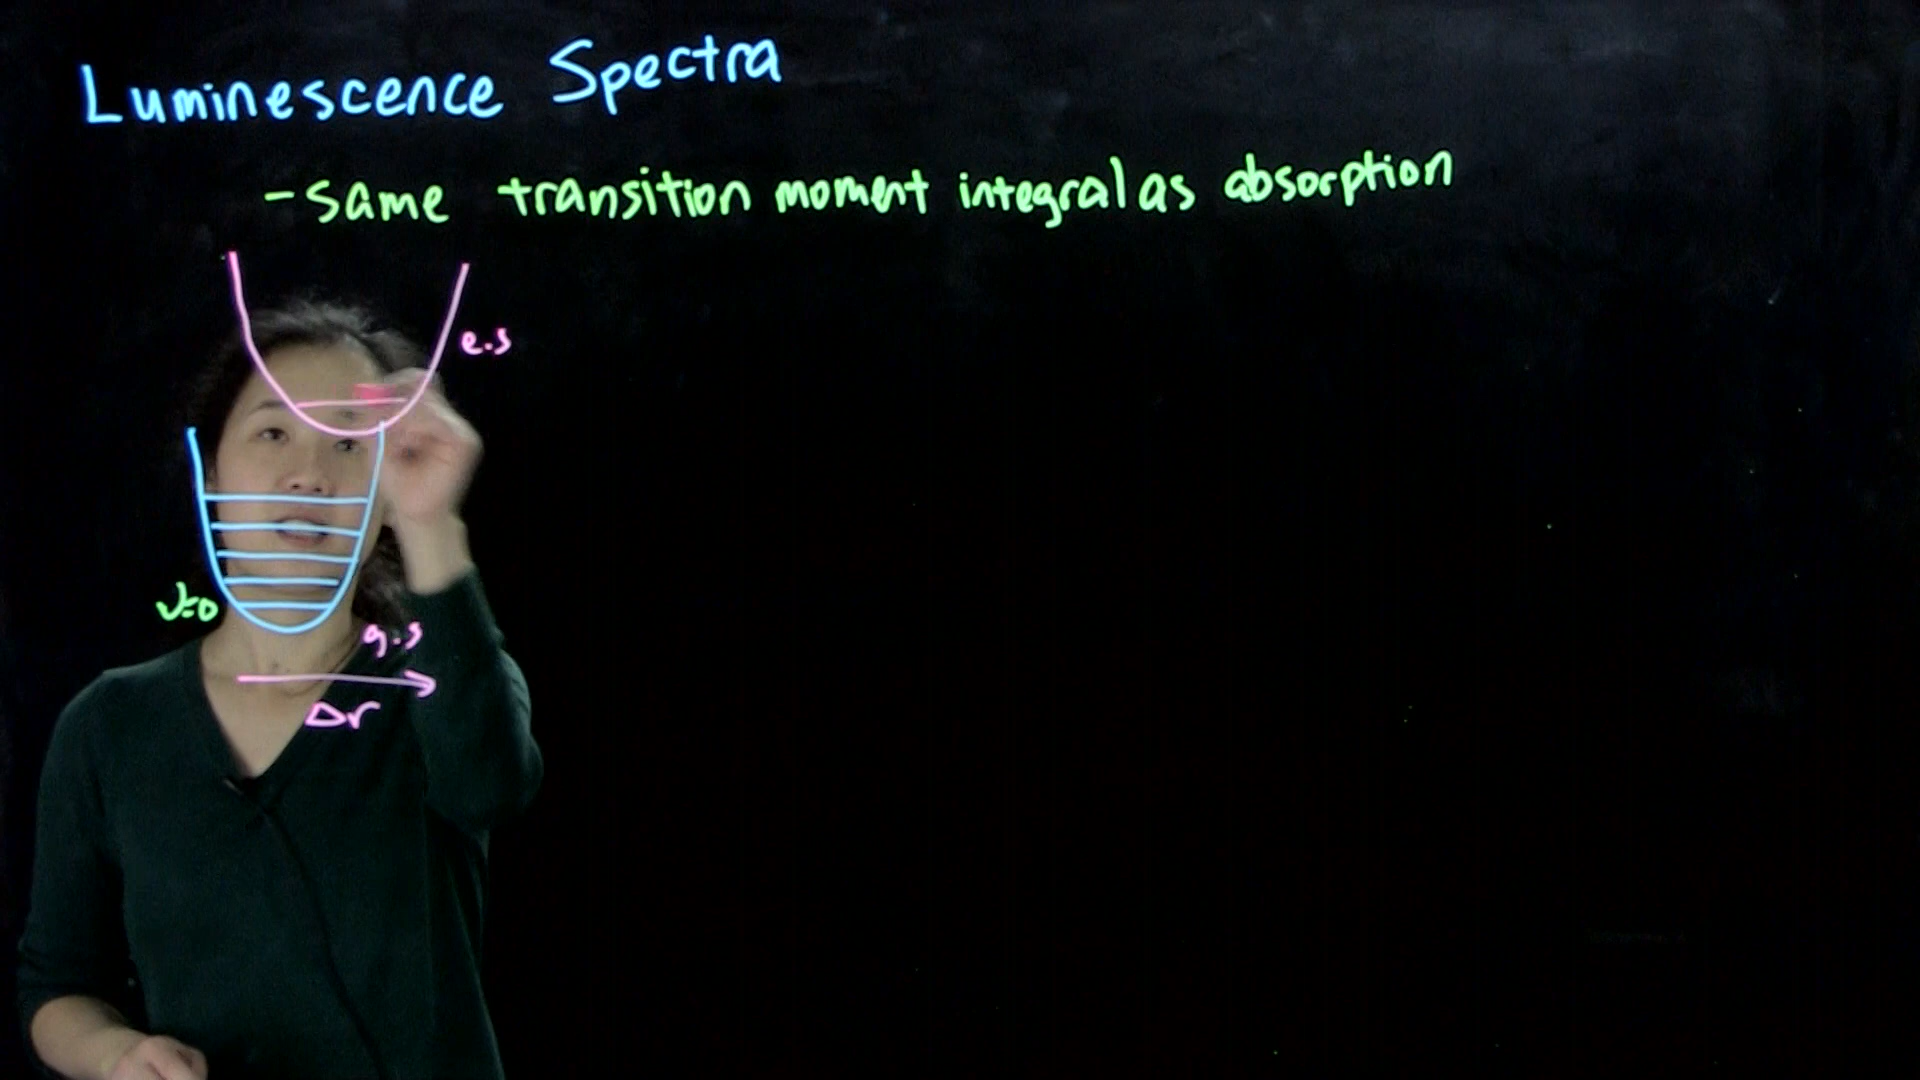 Luminescence Spectra
- same transition moment integral as absorption
e.s
v=0
g.s
Δr